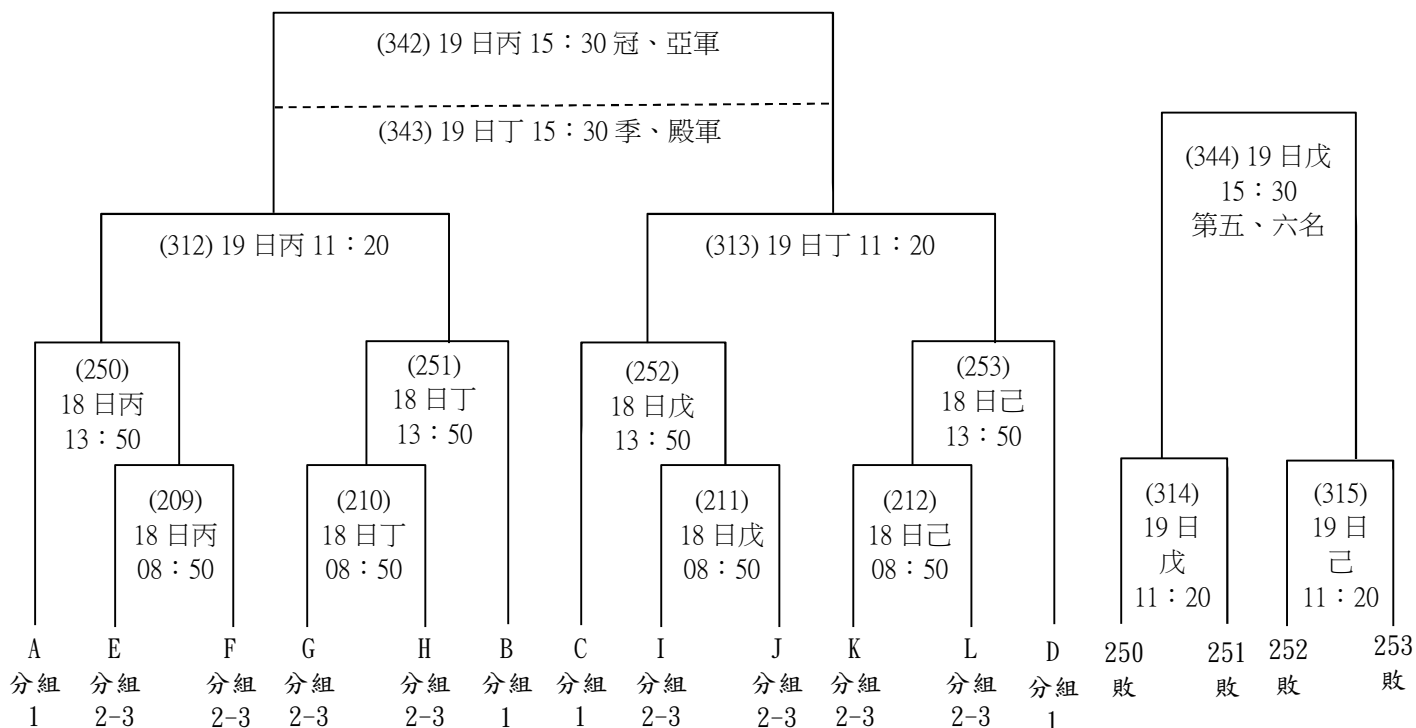 (342) 19 日丙 15：30 冠、亞軍
(343) 19 日丁 15：30 季、殿軍
(344) 19 日戊
15：30
第五、六名
(312) 19 日丙 11：20
(313) 19 日丁 11：20
(250)
18 日丙
13：50
(251)
18 日丁
13：50
(252)
18 日戊
13：50
(253)
18 日己
13：50
(209)
18 日丙
08：50
(210)
18 日丁
08：50
(211)
18 日戊
08：50
(212)
18 日己
08：50
(314)
19 日
戊
11：20
(315)
19 日
己
11：20
A
分組
1
E
分組
2-3
F
分組
2-3
G
分組
2-3
H
分組
2-3
B
分組
1
C
分組
1
I
分組
2-3
J
分組
2-3
K
分組
2-3
L
分組
2-3
D
分組
1
250
敗
251
敗
252
敗
253
敗